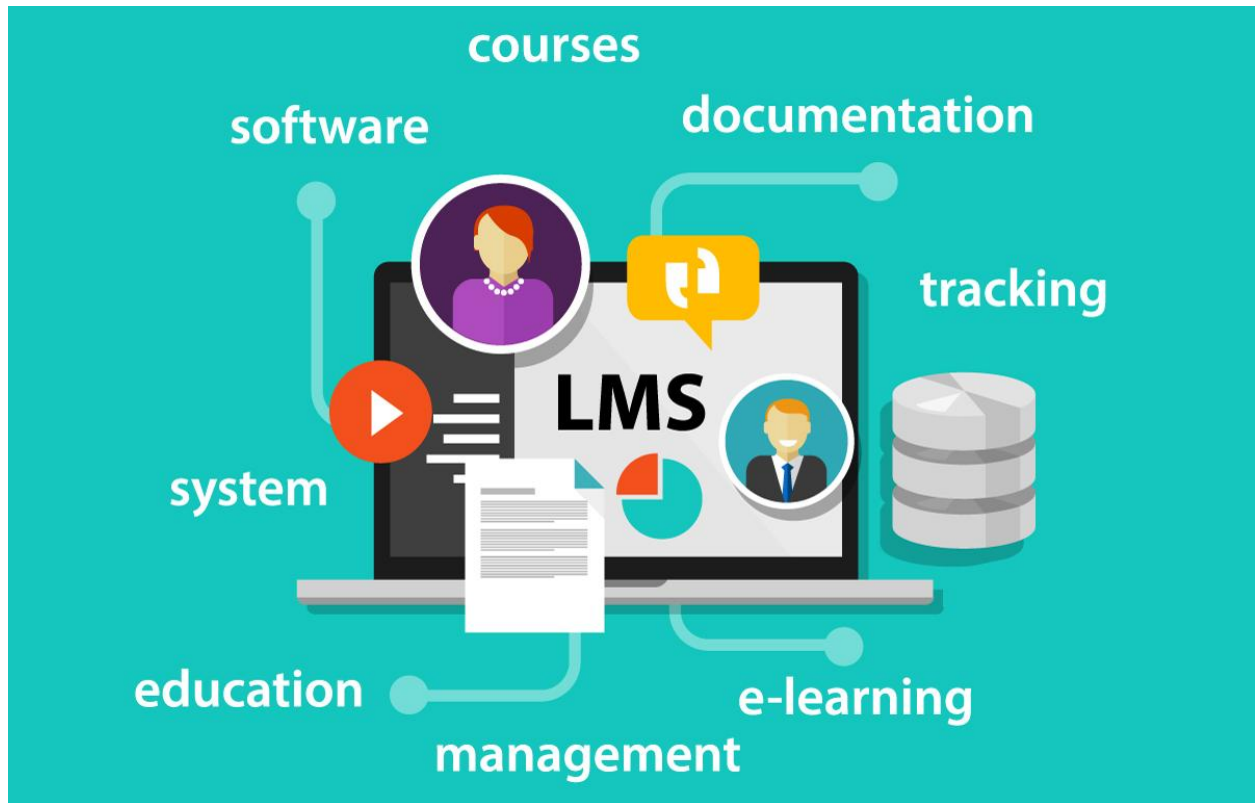 courses
software
documentation
tracking
LMS
system
education
e-learning
management